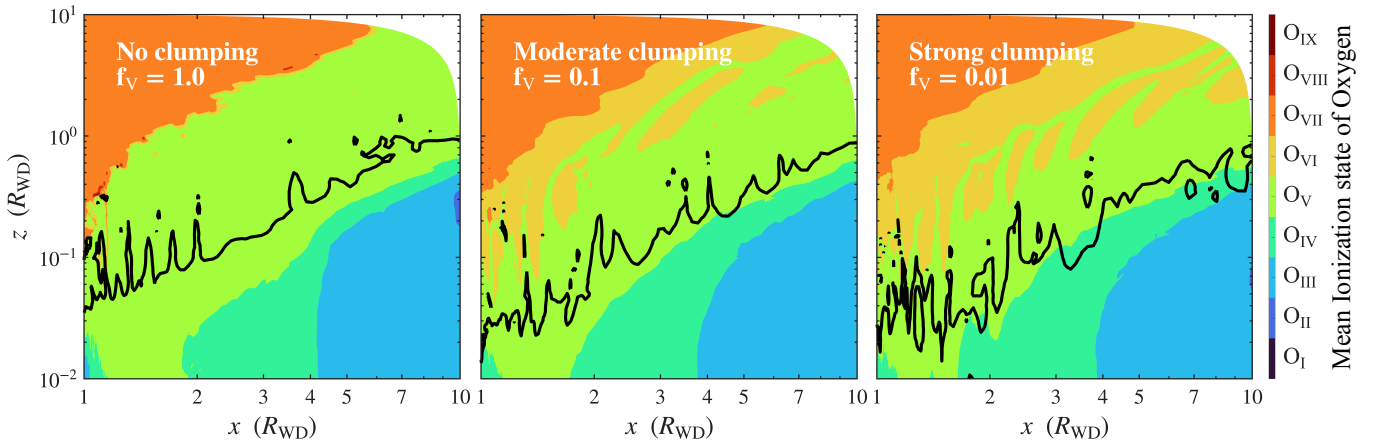 No clumping
f_V = 1.0
Moderate clumping
f_V = 0.1
Strong clumping
f_V = 0.01
10^1
10^0
10^−1
10^−2
z (R_WD)
1 2 3 4 5 7 10
x (R_WD)
1 2 3 4 5 7 10
x (R_WD)
1 2 3 4 5 7 10
x (R_WD)
O_IX
O_VIII
O_VII
O_VI
O_V
O_IV
O_III
O_II
O_I
Mean Ionization state of Oxygen